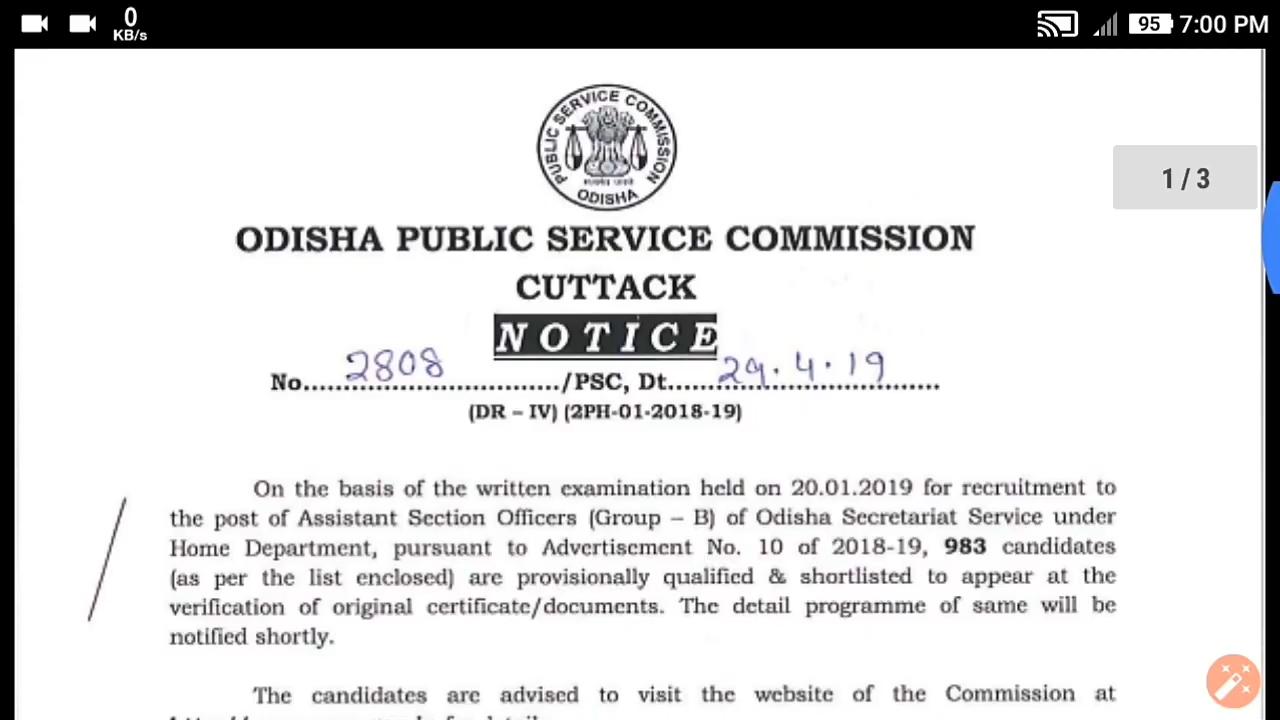 0
KB/s
95 7:00 PM
PUBLIC SERVICE COMMISSION
ODISHA
1 / 3
ODISHA PUBLIC SERVICE COMMISSION
CUTTACK
NOTICE
No....2808..../PSC, Dt....29.4.19....
(DR – IV) (2PH-01-2018-19)
On the basis of the written examination held on 20.01.2019 for recruitment to
the post of Assistant Section Officers (Group – B) of Odisha Secretariat Service under
Home Department, pursuant to Advertisement No. 10 of 2018-19, 983 candidates
(as per the list enclosed) are provisionally qualified & shortlisted to appear at the
verification of original certificate/documents. The detail programme of same will be
notified shortly.
The candidates are advised to visit the website of the Commission at